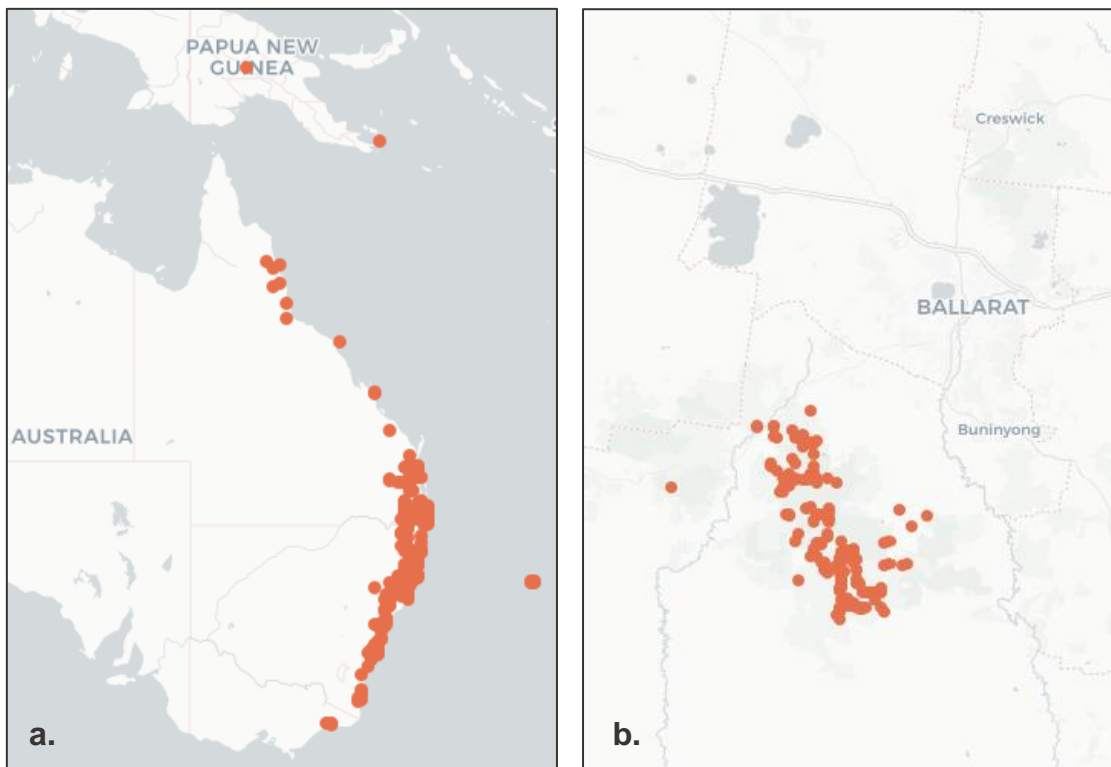 PAPUA NEW
GUINEA
AUSTRALIA
a.
Creswick
BALLARAT
Buninyong
b.